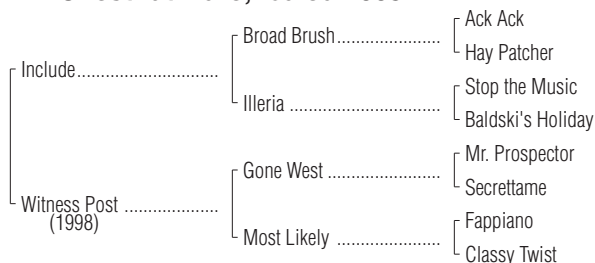 Ack Ack
Broad Brush
Hay Patcher
Include
Stop the Music
Illeria
Baldski's Holiday
Mr. Prospector
Gone West
Secrettame
Witness Post
(1998)
Fappiano
Most Likely
Classy Twist